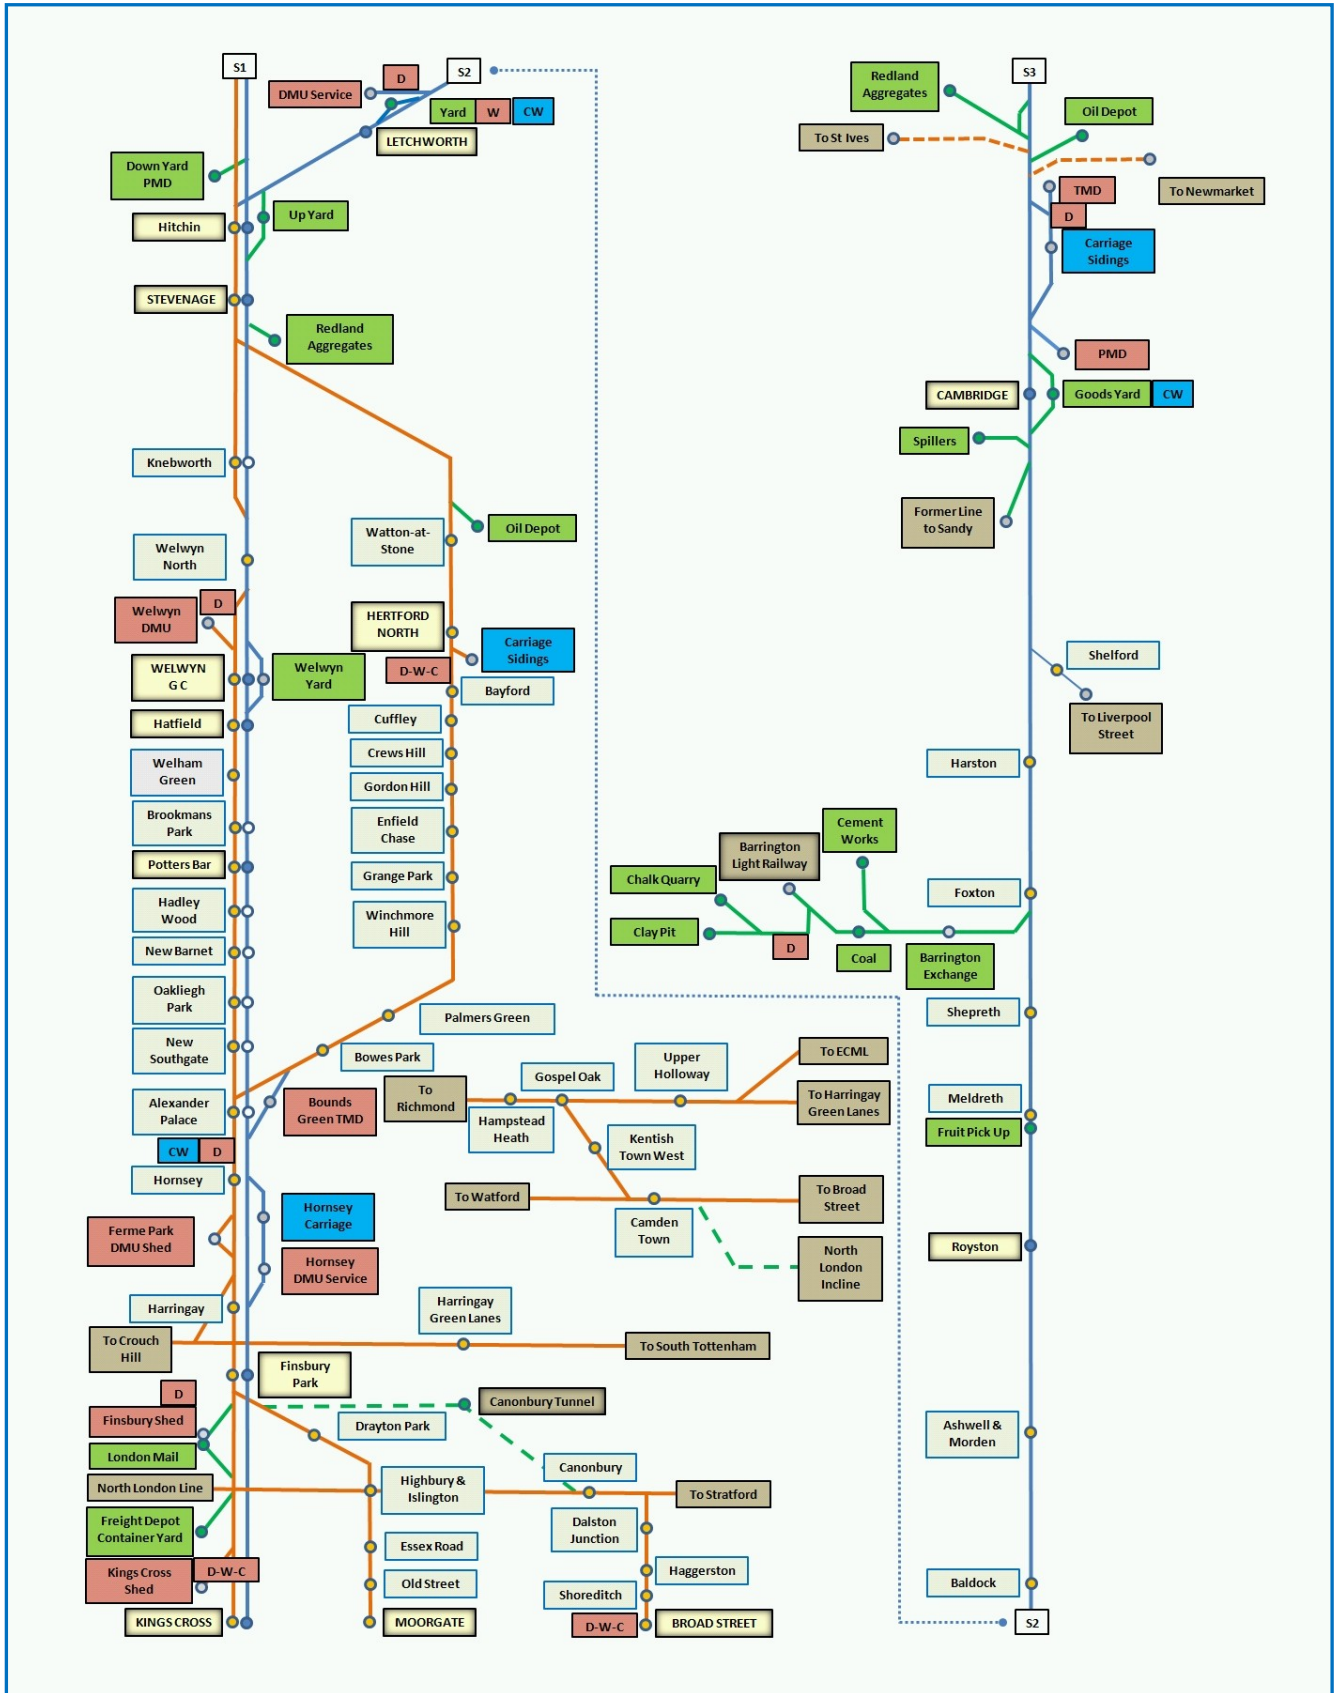 S1
S2
D
DMU Service
Yard
W
CW
LETCHWORTH
Down Yard
PMD
Up Yard
Hitchin
STEVENAGE
Redland
Aggregates
Knebworth
Watton-at-
Stone
Oil Depot
Welwyn
North
D
Welwyn
DMU
HERTFORD
NORTH
Carriage
Sidings
D-W-C
WELWYN
G C
Welwyn
Yard
Bayford
Hatfield
Cuffley
Welham
Green
Crews Hill
Gordon Hill
Brookmans
Park
Enfield
Chase
Potters Bar
Grange Park
Hadley
Wood
Winchmore
Hill
New Barnet
Oakliegh
Park
Palmers Green
New
Southgate
Bowes Park
Alexander
Palace
Bounds
Green TMD
CW
D
Hornsey
Hornsey
Carriage
Ferme Park
DMU Shed
Hornsey
DMU Service
Harringay
Harringay
Green Lanes
To Crouch
Hill
To South Tottenham
Finsbury
Park
D
Finsbury Shed
Canonbury Tunnel
Drayton Park
London Mail
Canonbury
North London Line
Highbury &
Islington
To Stratford
Freight Depot
Container Yard
Dalston
Junction
Essex Road
Kings Cross
Shed
D-W-C
Haggerston
Old Street
Shoreditch
KINGS CROSS
MOORGATE
D-W-C
BROAD STREET
To
Richmond
Hampstead
Heath
Gospel Oak
Upper
Holloway
To ECML
To Harringay
Green Lanes
Kentish
Town West
To Watford
Camden
Town
To Broad
Street
North
London
Incline
S3
Redland
Aggregates
Oil Depot
To St Ives
To Newmarket
TMD
D
Carriage
Sidings
PMD
CAMBRIDGE
Goods Yard
CW
Spillers
Former Line
to Sandy
Shelford
To Liverpool
Street
Harston
Cement
Works
Barrington
Light Railway
Chalk Quarry
Clay Pit
D
Coal
Barrington
Exchange
Foxton
Shepreth
Meldreth
Fruit Pick Up
Royston
Ashwell &
Morden
Baldock
S2